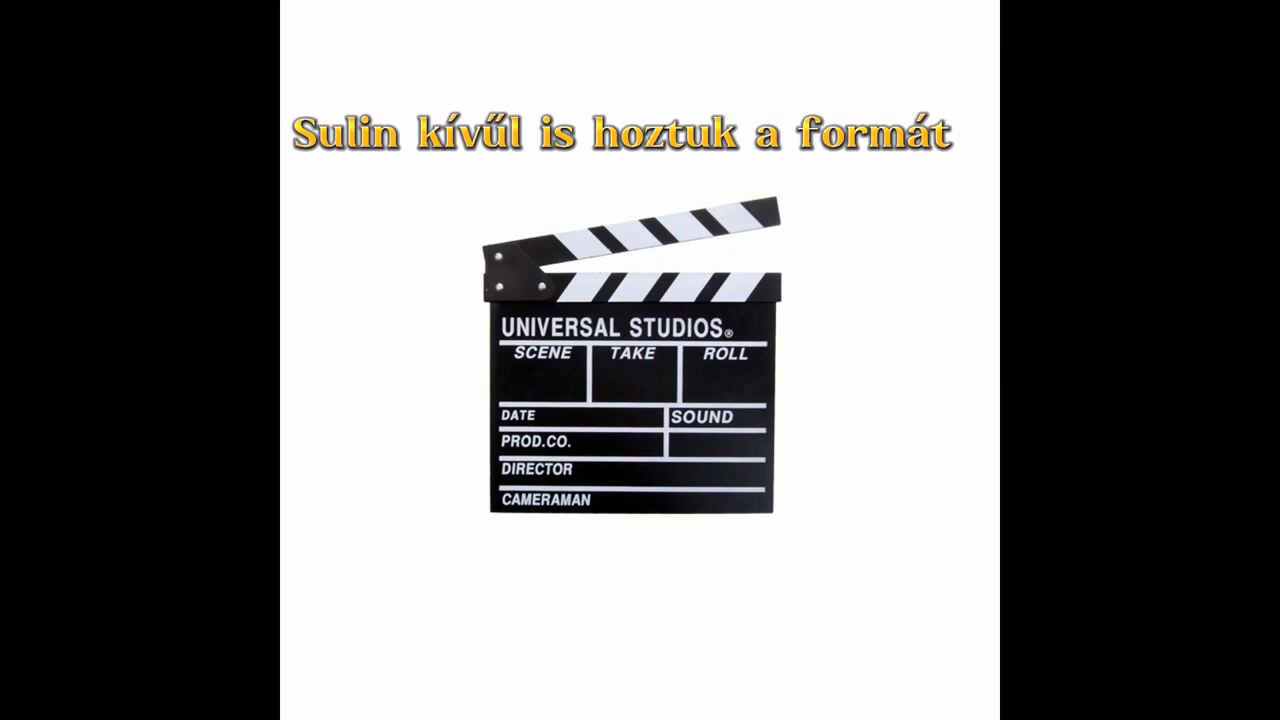 Sulin kívűl is hoztuk a formát
UNIVERSAL STUDIOS®
SCENE TAKE ROLL
DATE SOUND
PROD.CO.
DIRECTOR
CAMERAMAN